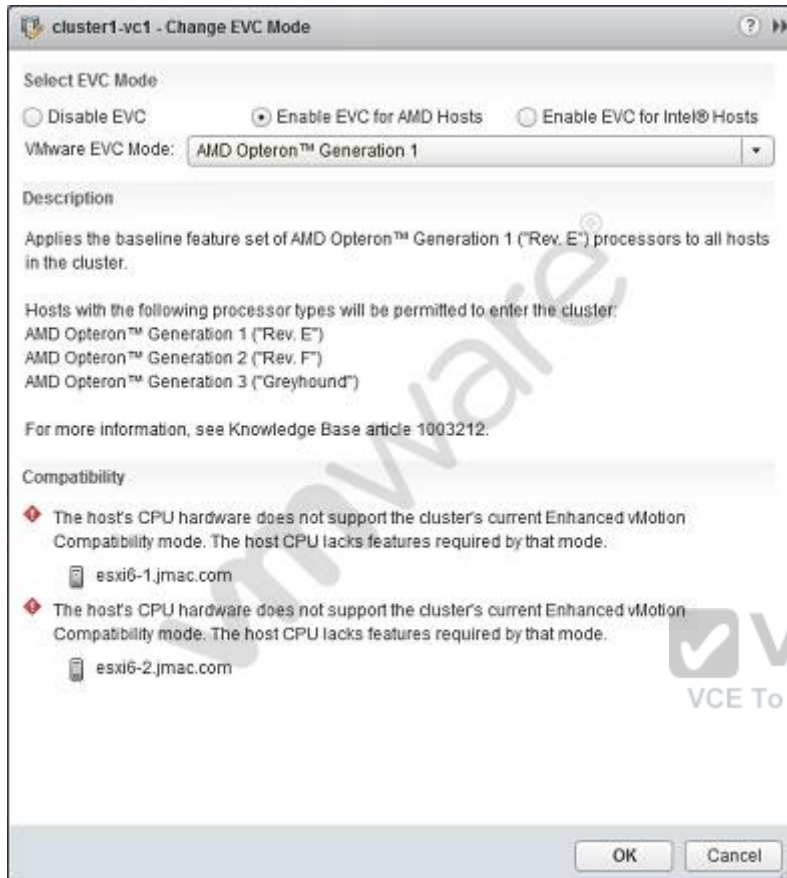 cluster1-vc1 - Change EVC Mode
?
Select EVC Mode
Disable EVC
Enable EVC for AMD Hosts
Enable EVC for Intel® Hosts
VMware EVC Mode:
AMD Opteron™ Generation 1
Description
Applies the baseline feature set of AMD Opteron™ Generation 1 ("Rev. E") processors to all hosts
in the cluster.
Hosts with the following processor types will be permitted to enter the cluster:
AMD Opteron™ Generation 1 ("Rev. E")
AMD Opteron™ Generation 2 ("Rev. F")
AMD Opteron™ Generation 3 ("Greyhound")
For more information, see Knowledge Base article 1003212.
vmware®
Compatibility
The host's CPU hardware does not support the cluster's current Enhanced vMotion
Compatibility mode. The host CPU lacks features required by that mode.
esxi6-1.jmac.com
The host's CPU hardware does not support the cluster's current Enhanced vMotion
Compatibility mode. The host CPU lacks features required by that mode.
esxi6-2.jmac.com
V
VCE To
OK
Cancel